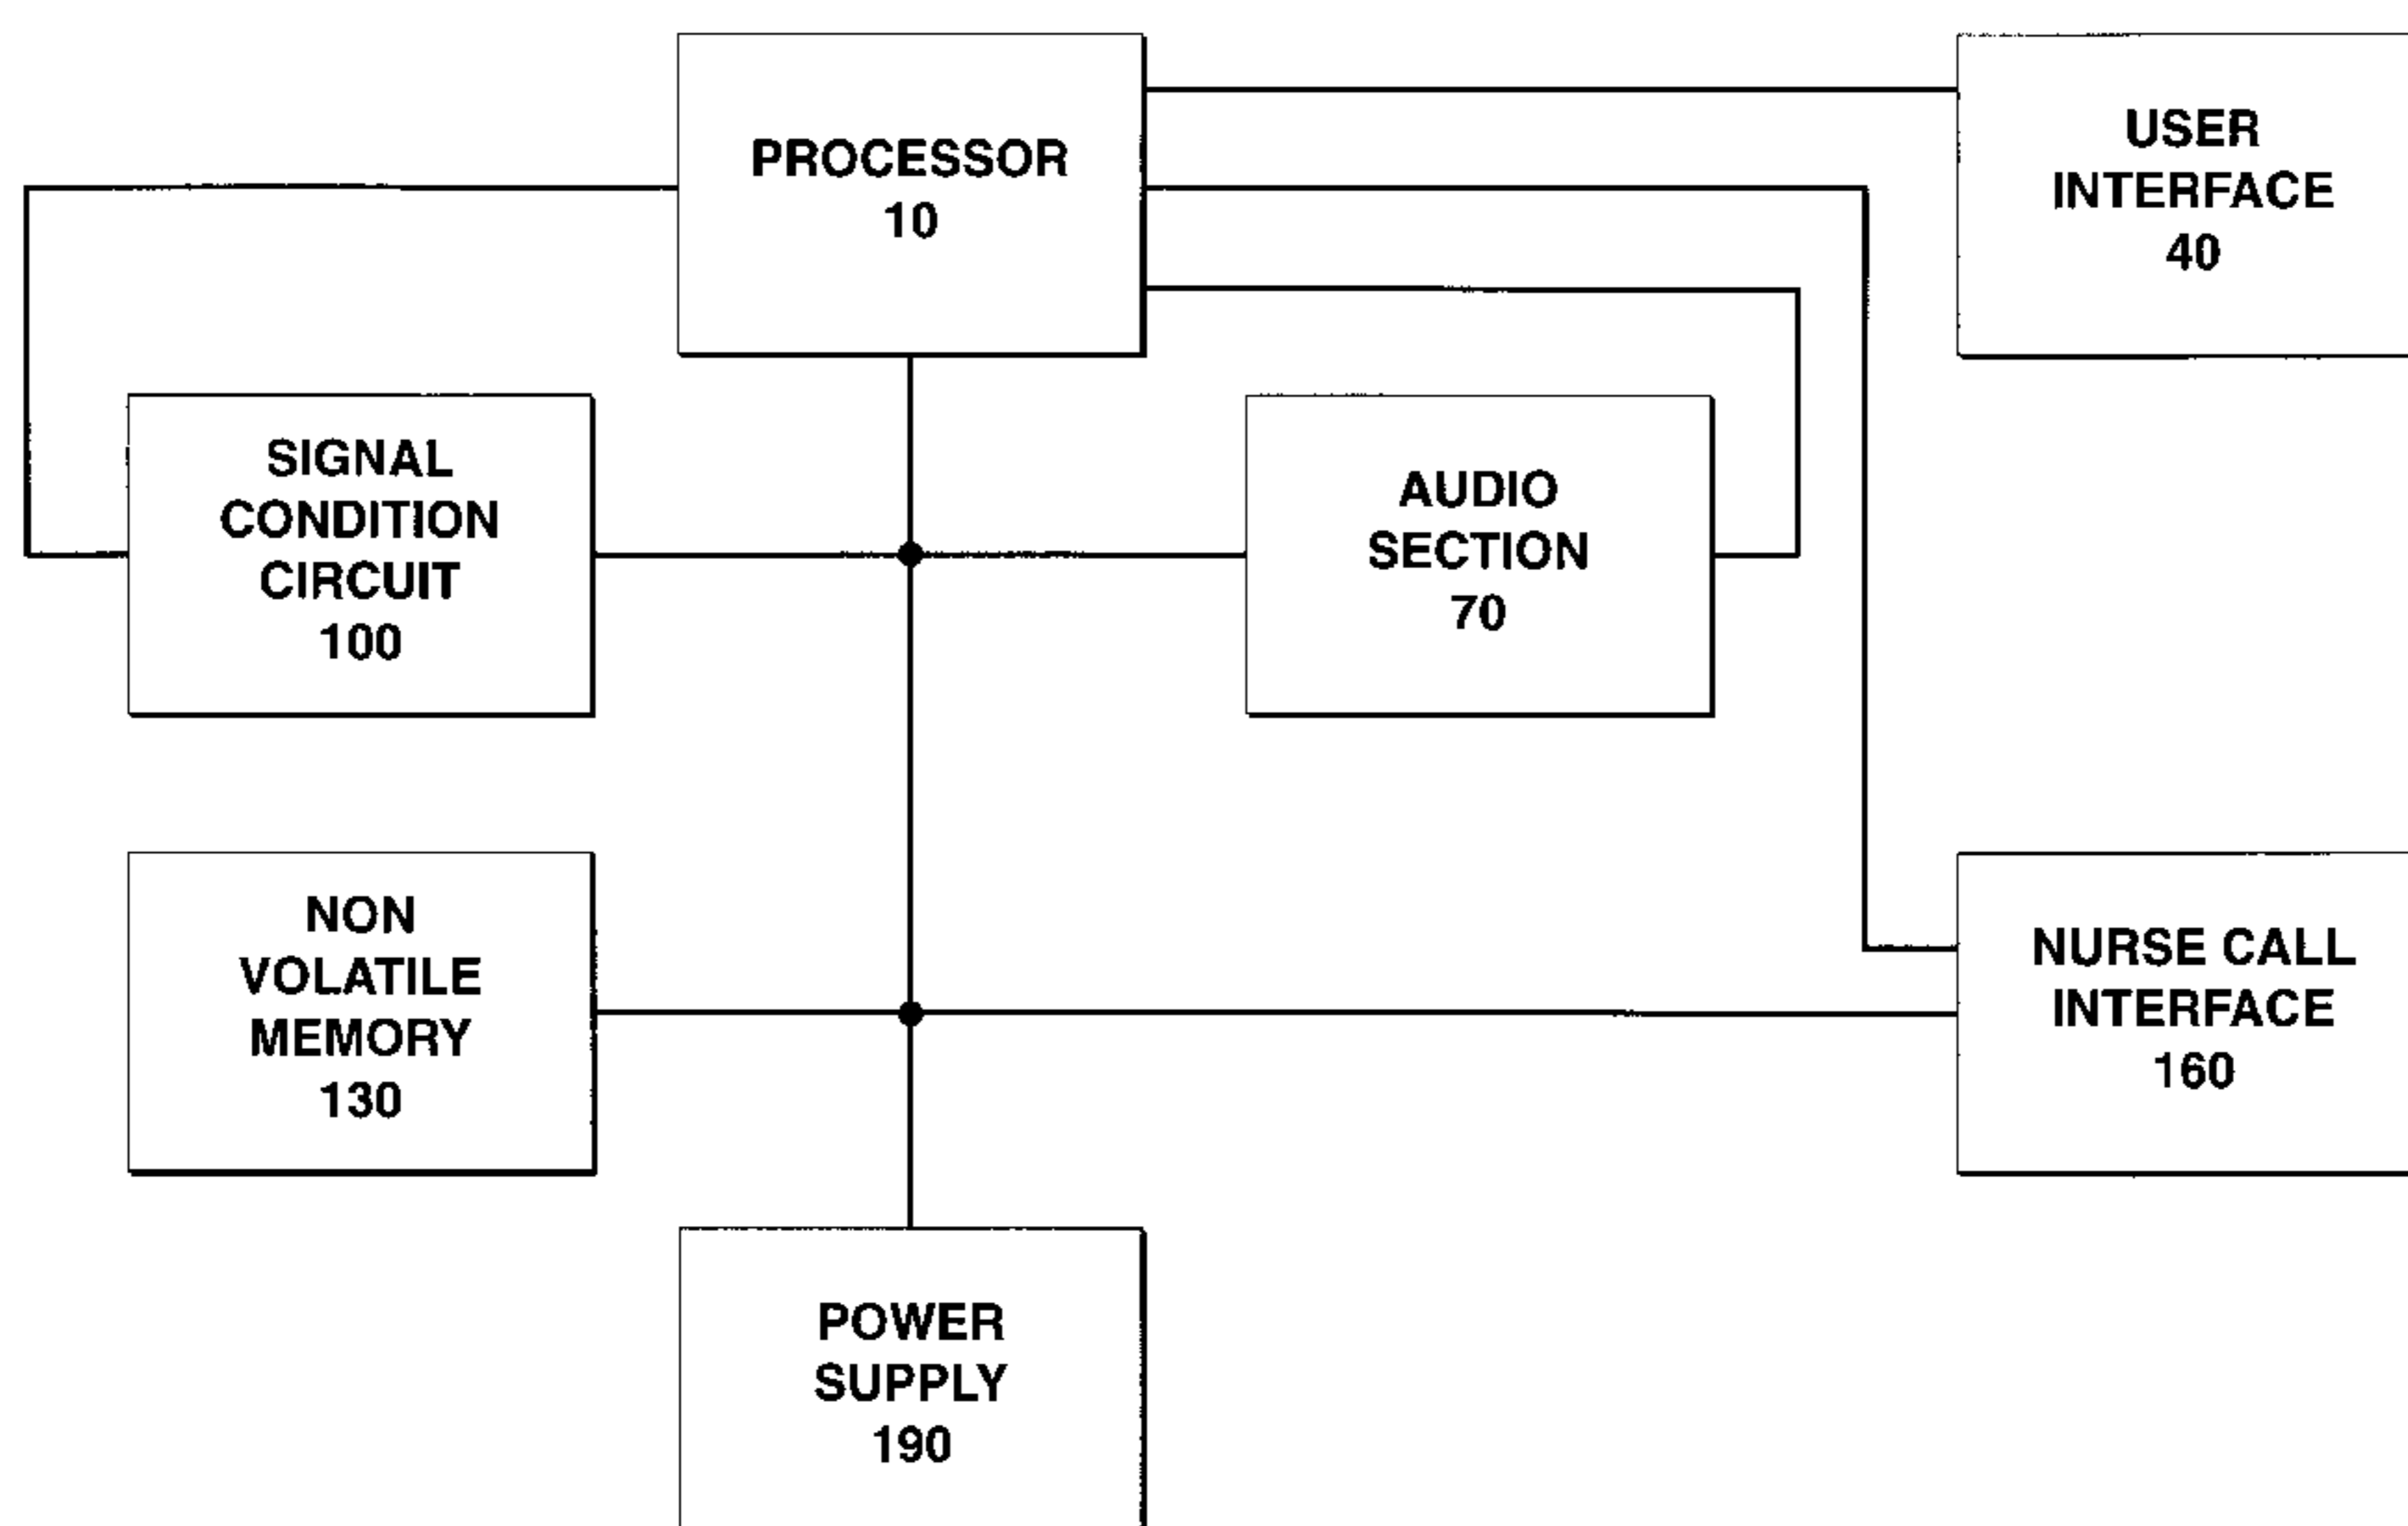 PROCESSOR
10
USER
INTERFACE
40
SIGNAL
CONDITION
CIRCUIT
100
AUDIO
SECTION
70
NON
VOLATILE
MEMORY
130
NURSE CALL
INTERFACE
160
POWER
SUPPLY
190